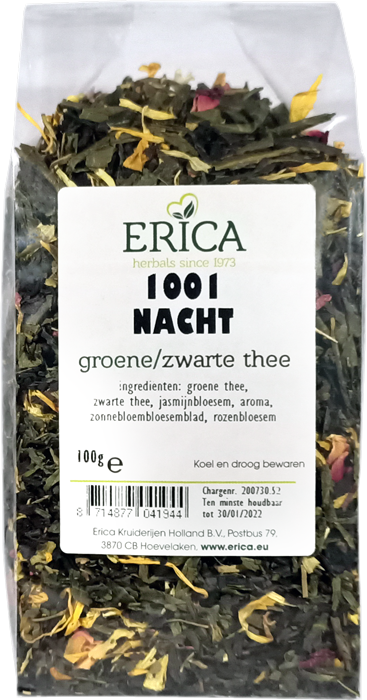 ERICA
herbals since 1973
1001
NACHT
groene/zwarte thee
ingredienten: groene thee,
zwarte thee, jasmijnbloesem, aroma,
zonnebloembloesemblad, rozenbloesem
100g e
Koel en droog bewaren
Chargenr. 200730.52
Ten minste houdbaar
tot 30/01/2022
8 714877 041944
Erica Kruiderijen Holland B.V., Postbus 79,
3870 CB Hoevelaken, www.erica.eu